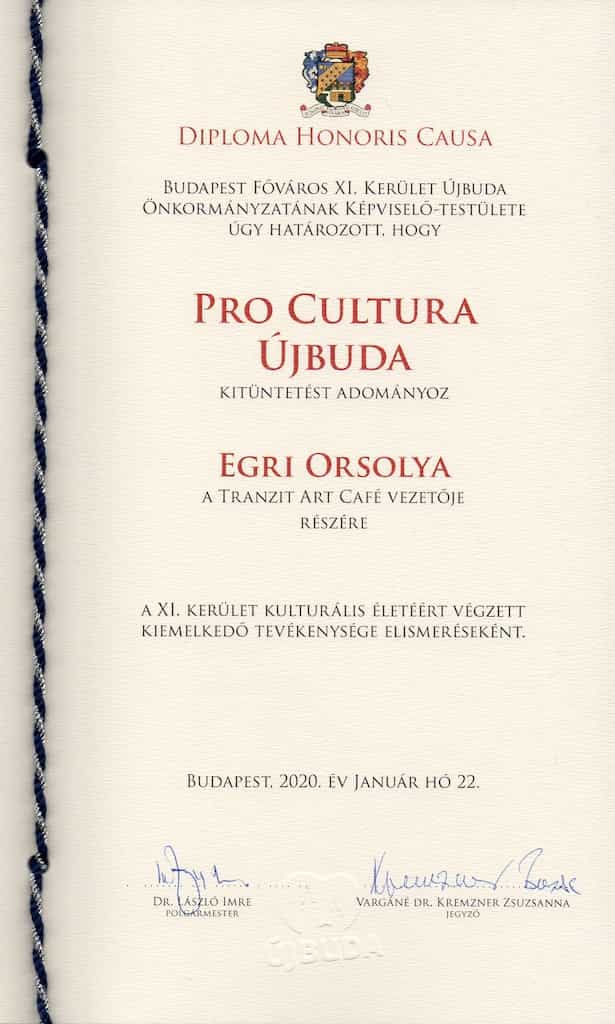 DIPLOMA HONORIS CAUSA
BUDAPEST FŐVÁROS XI. KERÜLET ÚJBUDA
ÖNKORMÁNYZATÁNAK KÉPVISELŐ-TESTÜLETE
ÚGY HATÁROZOTT, HOGY
PRO CULTURA
ÚJBUDA
KITÜNTETÉST ADOMÁNYOZ
EGRI ORSOLYA
A TRANZIT ART CAFÉ VEZETŐJE
RÉSZÉRE
A XI. KERÜLET KULTURÁLIS ÉLETÉÉRT VÉGZETT
KIEMELKEDŐ TEVÉKENYSÉGE ELISMERÉSEKÉNT.
BUDAPEST, 2020. ÉV JANUÁR HÓ 22.
DR. LÁSZLÓ IMRE
POLGÁRMESTER
VARGÁNÉ DR. KREMZNER ZSUZSANNA
JEGYZŐ
ÚJBUDA